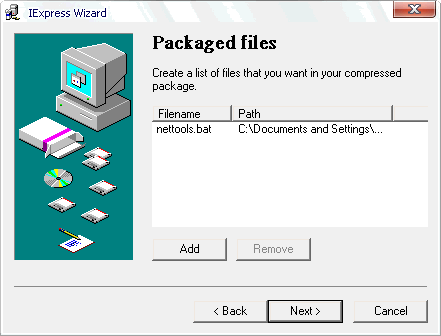 IExpress Wizard
Packaged files
Create a list of files that you want in your compressed
package.
Filename Path
nettools.bat C:\Documents and Settings\...
Add Remove
< Back Next > Cancel